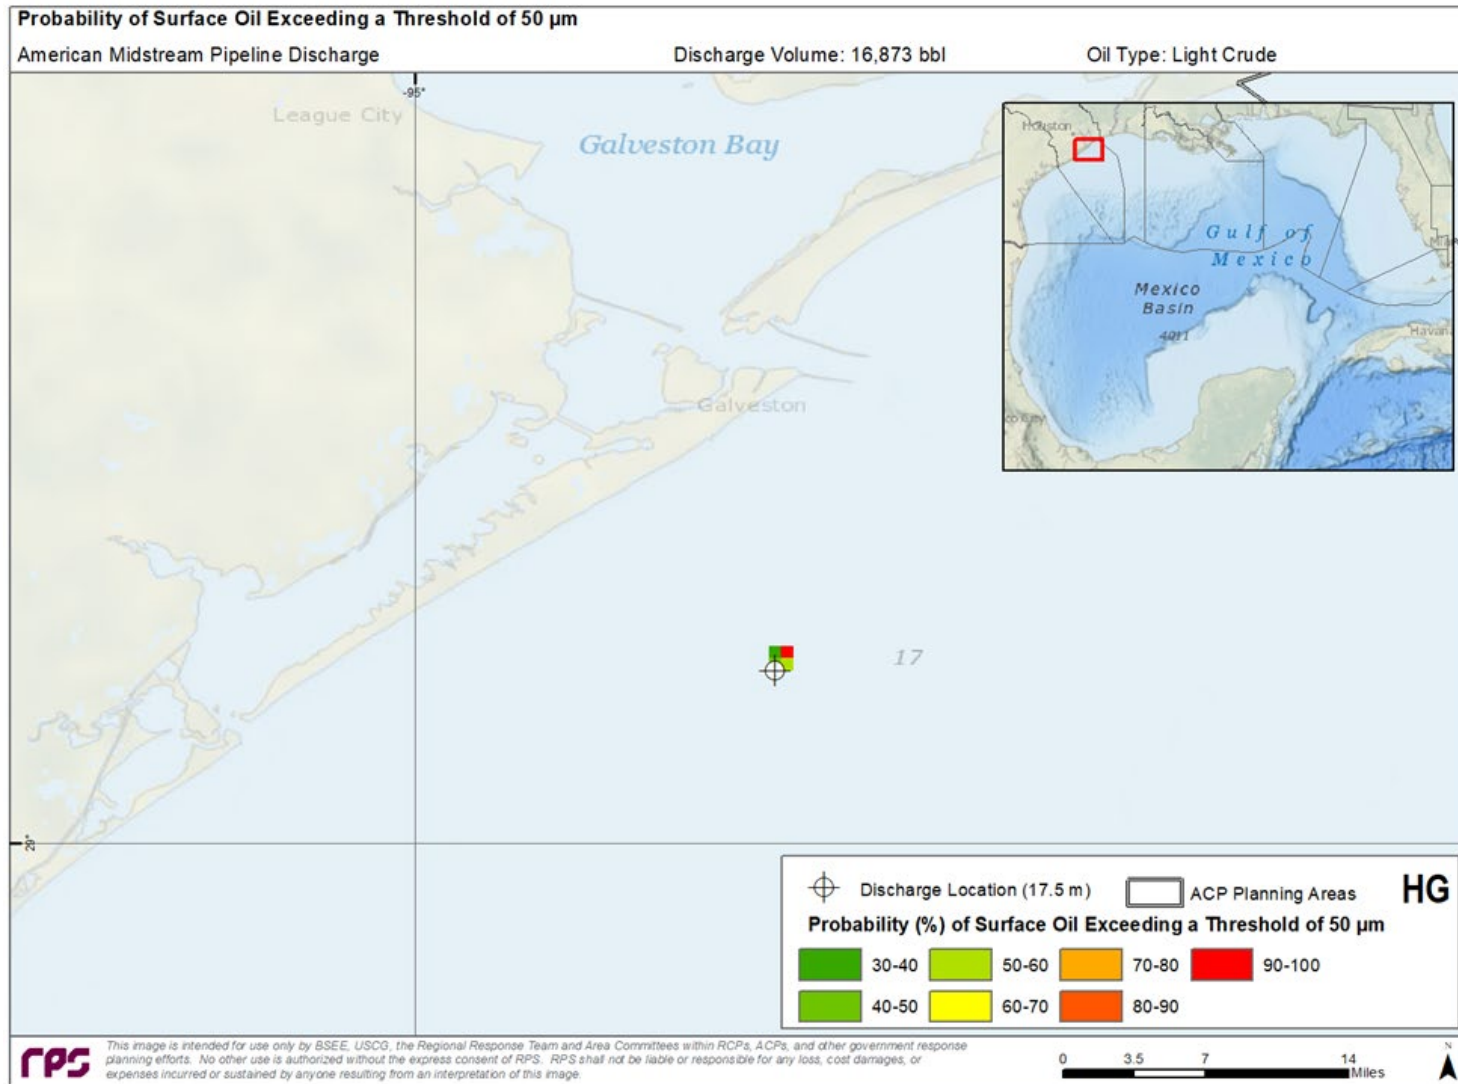 Probability of Surface Oil Exceeding a Threshold of 50 µm
American Midstream Pipeline Discharge Discharge Volume: 16,873 bbl Oil Type: Light Crude
-95°
League City
Galveston Bay
Galveston
17
29°
Houston
Gulf of
Mexico
Mexico
Basin
4011
Havan
Discharge Location (17.5 m) ACP Planning Areas HG
Probability (%) of Surface Oil Exceeding a Threshold of 50 µm
30-40 50-60 70-80 90-100
40-50 60-70 80-90
rps
This image is intended for use only by BSEE, USCG, the Regional Response Team and Area Committees within RCPs, ACPs, and other government response
planning efforts. No other use is authorized without the express consent of RPS. RPS shall not be liable or responsible for any loss, cost damages, or
expenses incurred or sustained by anyone resulting from an interpretation of this image.
0 3.5 7 14
Miles
N